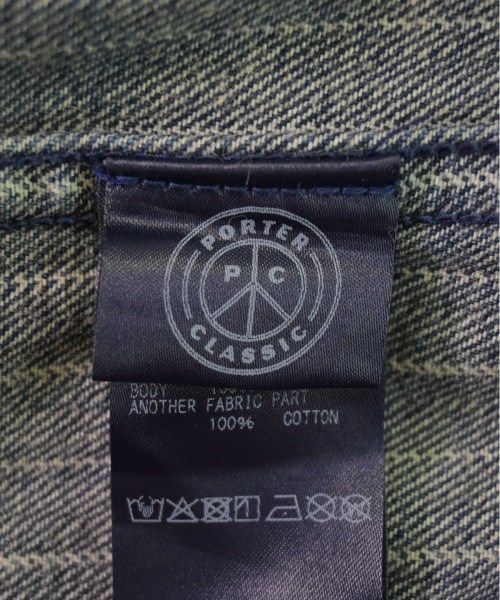 PORTER
P C
CLASSIC
BODY
ANOTHER FABRIC PART
100% COTTON